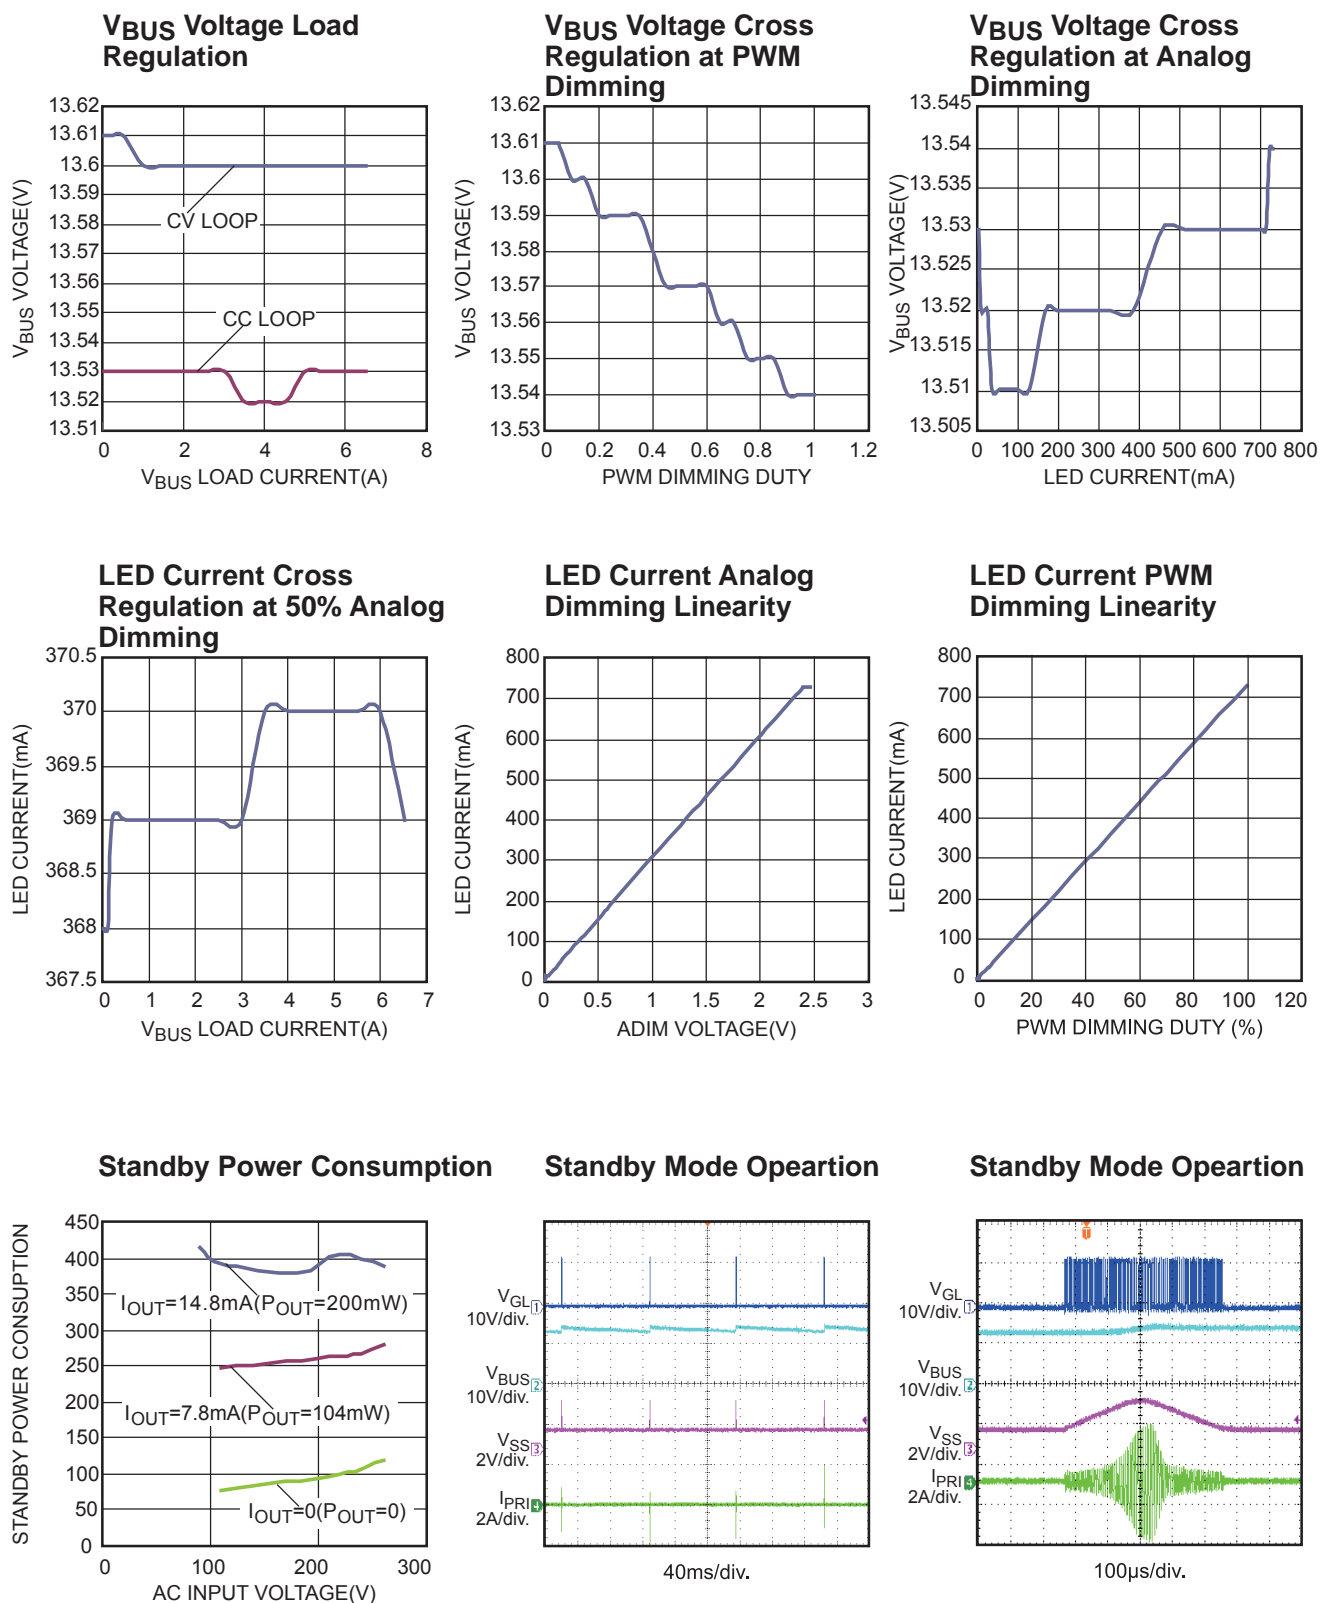 VBUS Voltage Load
Regulation
13.62
13.61
13.6
13.59
13.58
13.57
13.56
13.55
13.54
13.53
13.52
13.51
VBUS VOLTAGE(V)
CV LOOP
CC LOOP
0 2 4 6 8
VBUS LOAD CURRENT(A)
VBUS Voltage Cross
Regulation at PWM
Dimming
13.62
13.61
13.6
13.59
13.58
13.57
13.56
13.55
13.54
13.53
VBUS VOLTAGE(V)
0 0.2 0.4 0.6 0.8 1 1.2
PWM DIMMING DUTY
VBUS Voltage Cross
Regulation at Analog
Dimming
13.545
13.54
13.535
13.53
13.525
13.52
13.515
13.51
13.505
VBUS VOLTAGE(V)
0 100 200 300 400 500 600 700 800
LED CURRENT(mA)
LED Current Cross
Regulation at 50% Analog
Dimming
370.5
370
369.5
369
368.5
368
367.5
LED CURRENT(mA)
0 1 2 3 4 5 6 7
VBUS LOAD CURRENT(A)
LED Current Analog
Dimming Linearity
800
700
600
500
400
300
200
100
0
LED CURRENT(mA)
0 0.5 1 1.5 2 2.5 3
ADIM VOLTAGE(V)
LED Current PWM
Dimming Linearity
800
700
600
500
400
300
200
100
0
LED CURRENT(mA)
0 20 40 60 80 100 120
PWM DIMMING DUTY (%)
Standby Power Consumption
450
400
350
300
250
200
150
100
50
0
STANDBY POWER CONSUPTION
IOUT=14.8mA(POUT=200mW)
IOUT=7.8mA(POUT=104mW)
IOUT=0(POUT=0)
0 100 200 300
AC INPUT VOLTAGE(V)
Standby Mode Opeartion
VGL
10V/div.
1
VBUS
10V/div.
2
VSS
2V/div.
3
IPRI
2A/div.
4
40ms/div.
Standby Mode Opeartion
T
VGL
10V/div.
1
VBUS
10V/div.
2
VSS
2V/div.
3
IPRI
2A/div.
4
100µs/div.